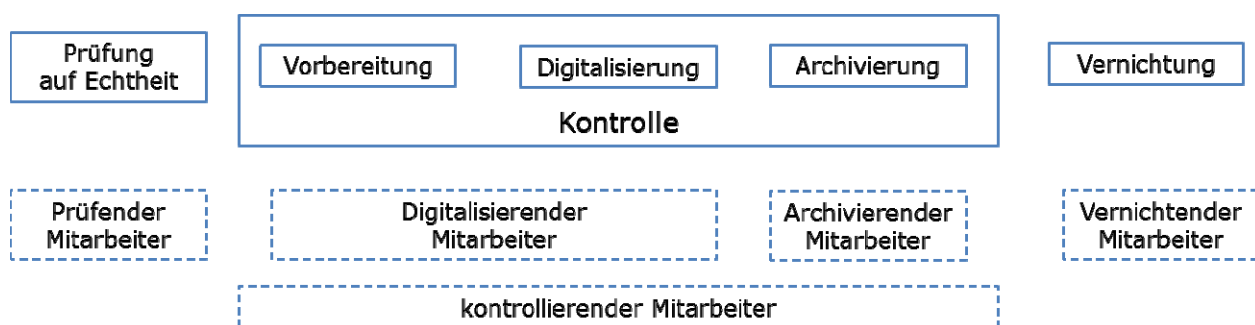 Prüfung
auf Echtheit
Vorbereitung
Digitalisierung
Archivierung
Vernichtung
Kontrolle
Prüfender
Mitarbeiter
Digitalisierender
Mitarbeiter
Archivierender
Mitarbeiter
Vernichtender
Mitarbeiter
kontrollierender Mitarbeiter